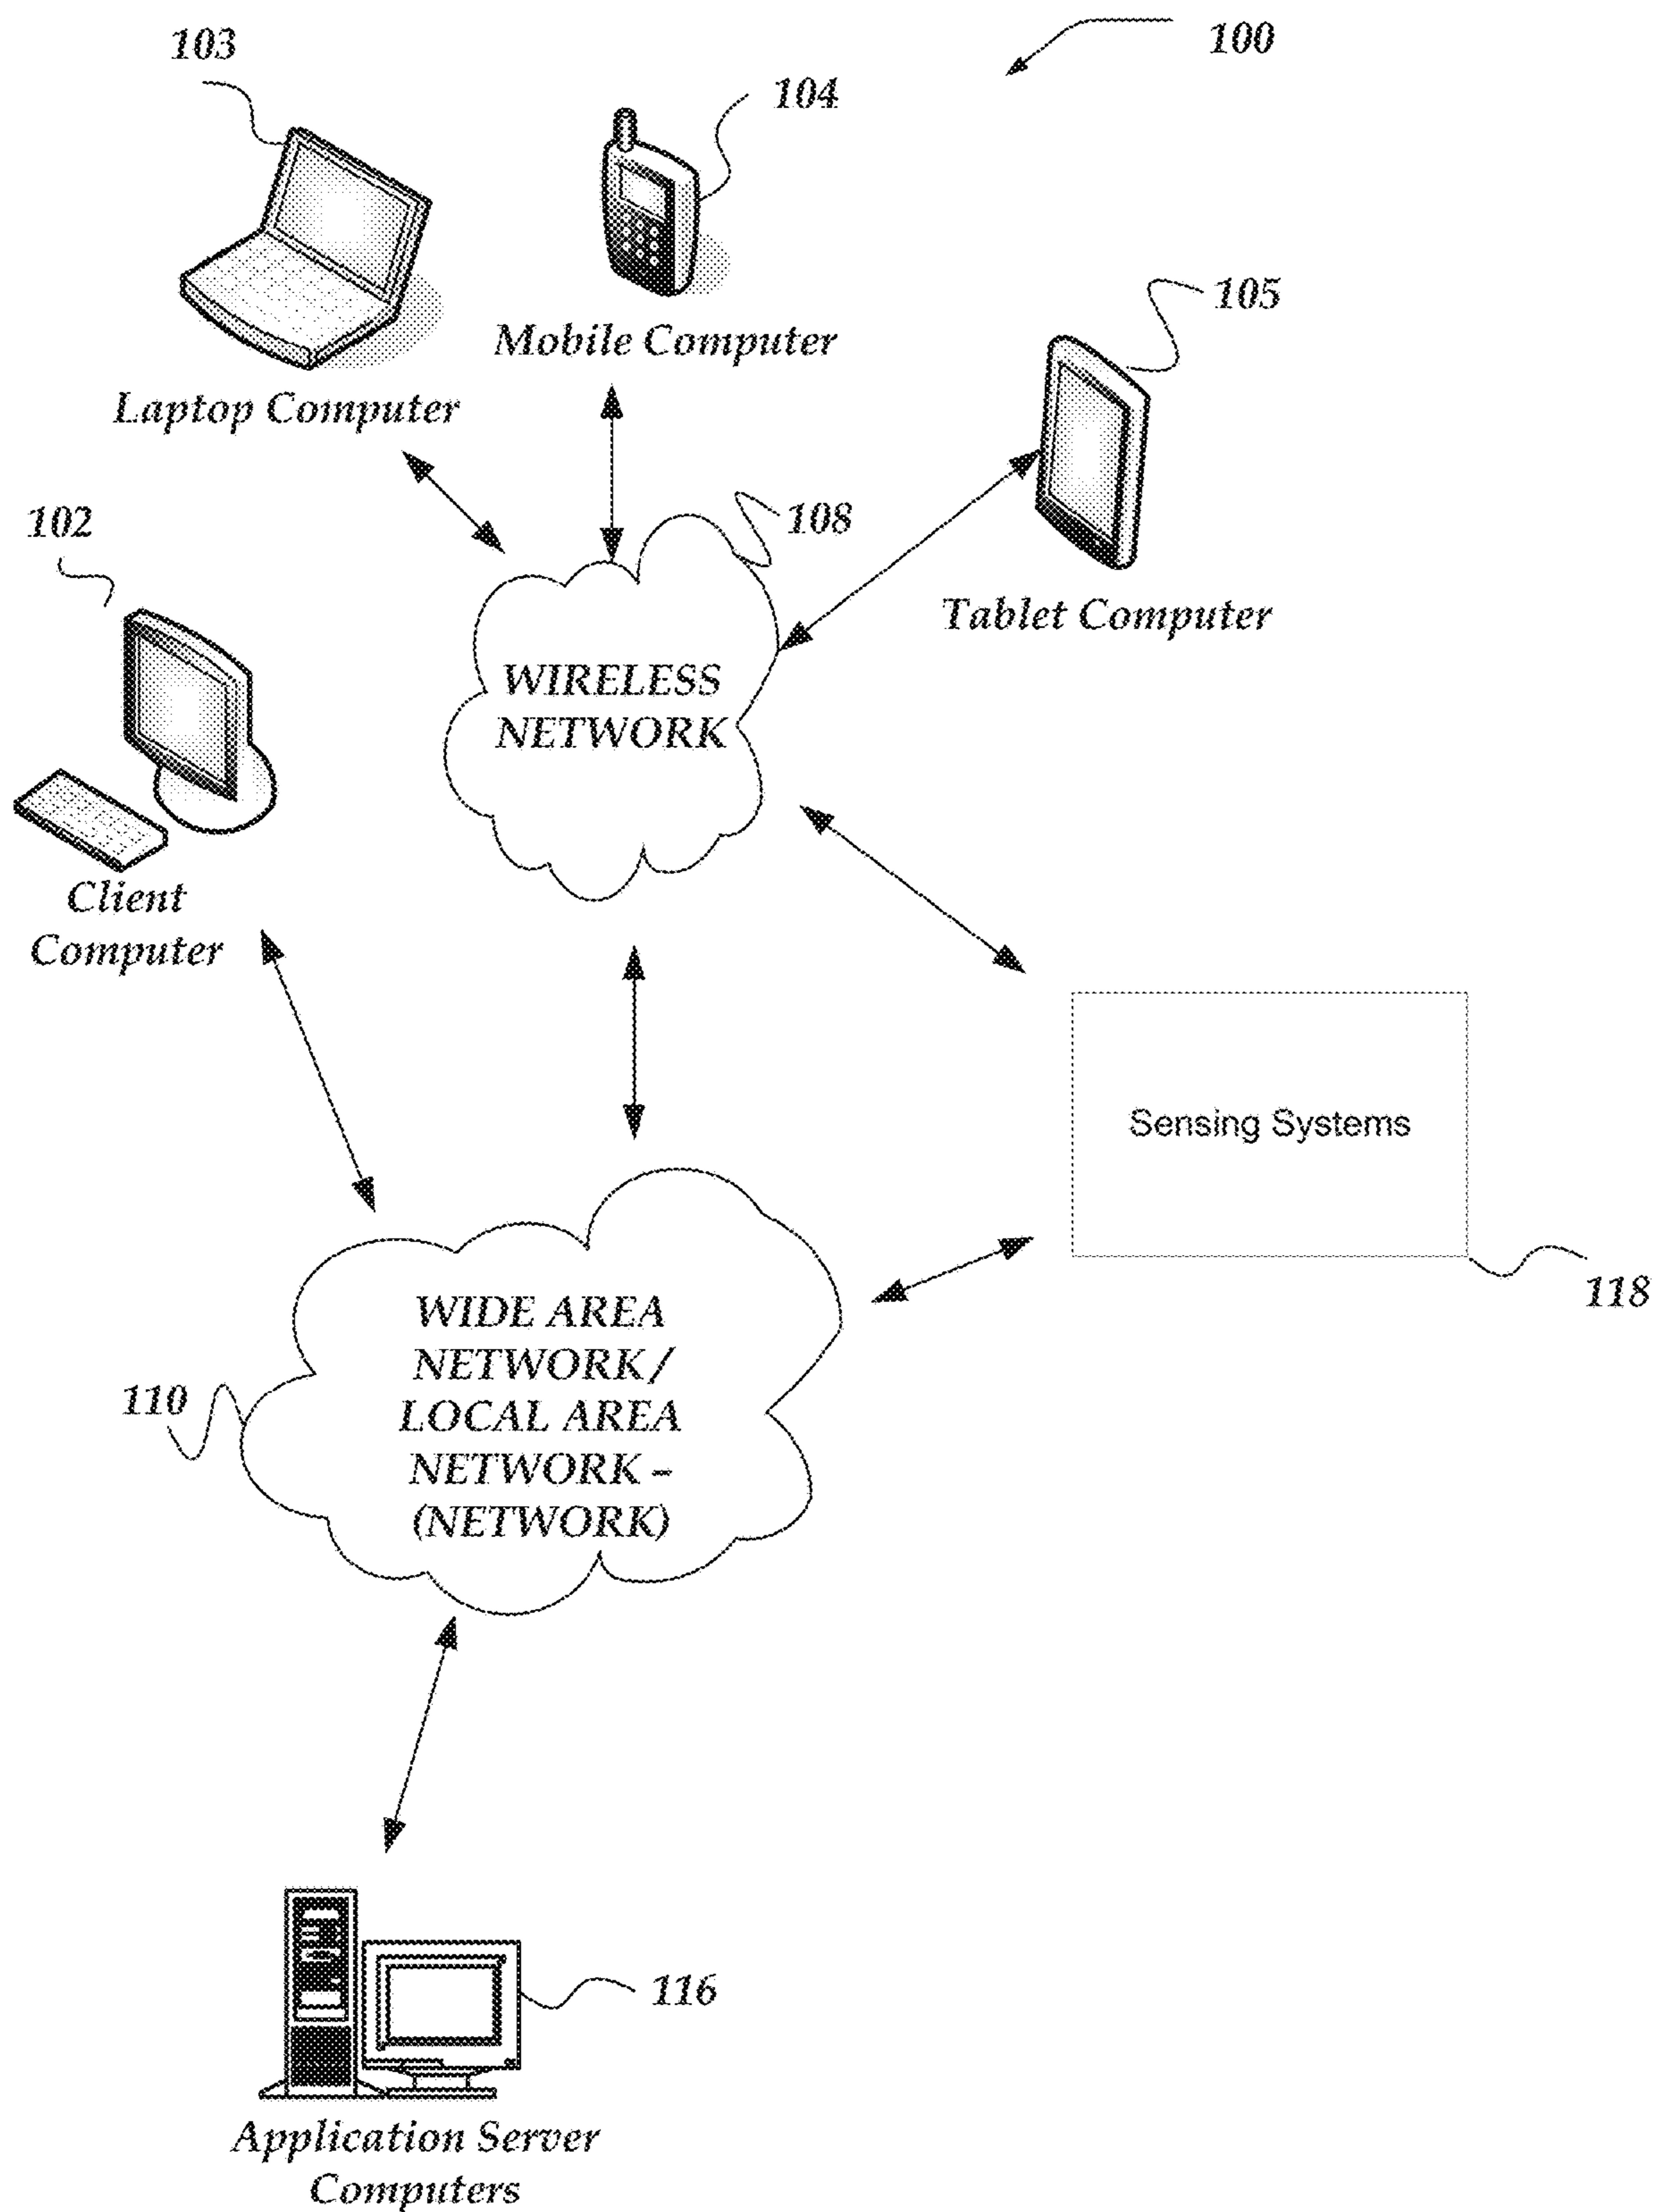 100
103
104
Mobile Computer
105
Laptop Computer
108
102
Tablet Computer
WIRELESS
NETWORK
Client
Computer
Sensing Systems
118
WIDE AREA
NETWORK /
LOCAL AREA
NETWORK –
(NETWORK)
110
116
Application Server
Computers